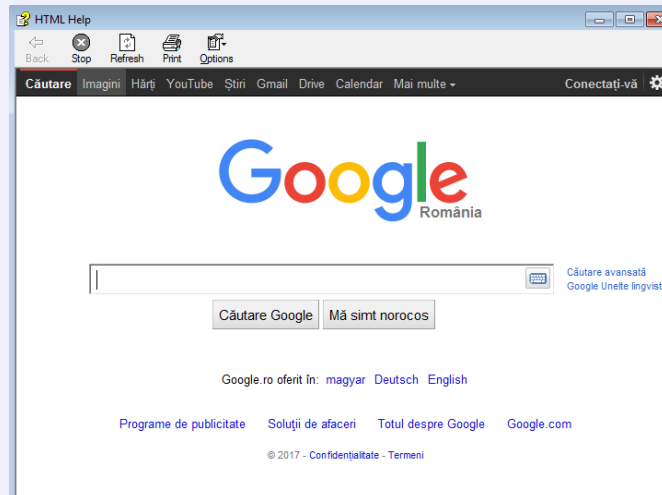 HTML Help
Back Stop Refresh Print Options
Căutare Imagini Hărți YouTube Știri Gmail Drive Calendar Mai multe Conectați-vă
Google
România
Căutare avansată
Google Unelte lingvist
Căutare Google Mă simt norocos
Google.ro oferit în: magyar Deutsch English
Programe de publicitate Soluții de afaceri Totul despre Google Google.com
© 2017 - Confidențialitate - Termeni